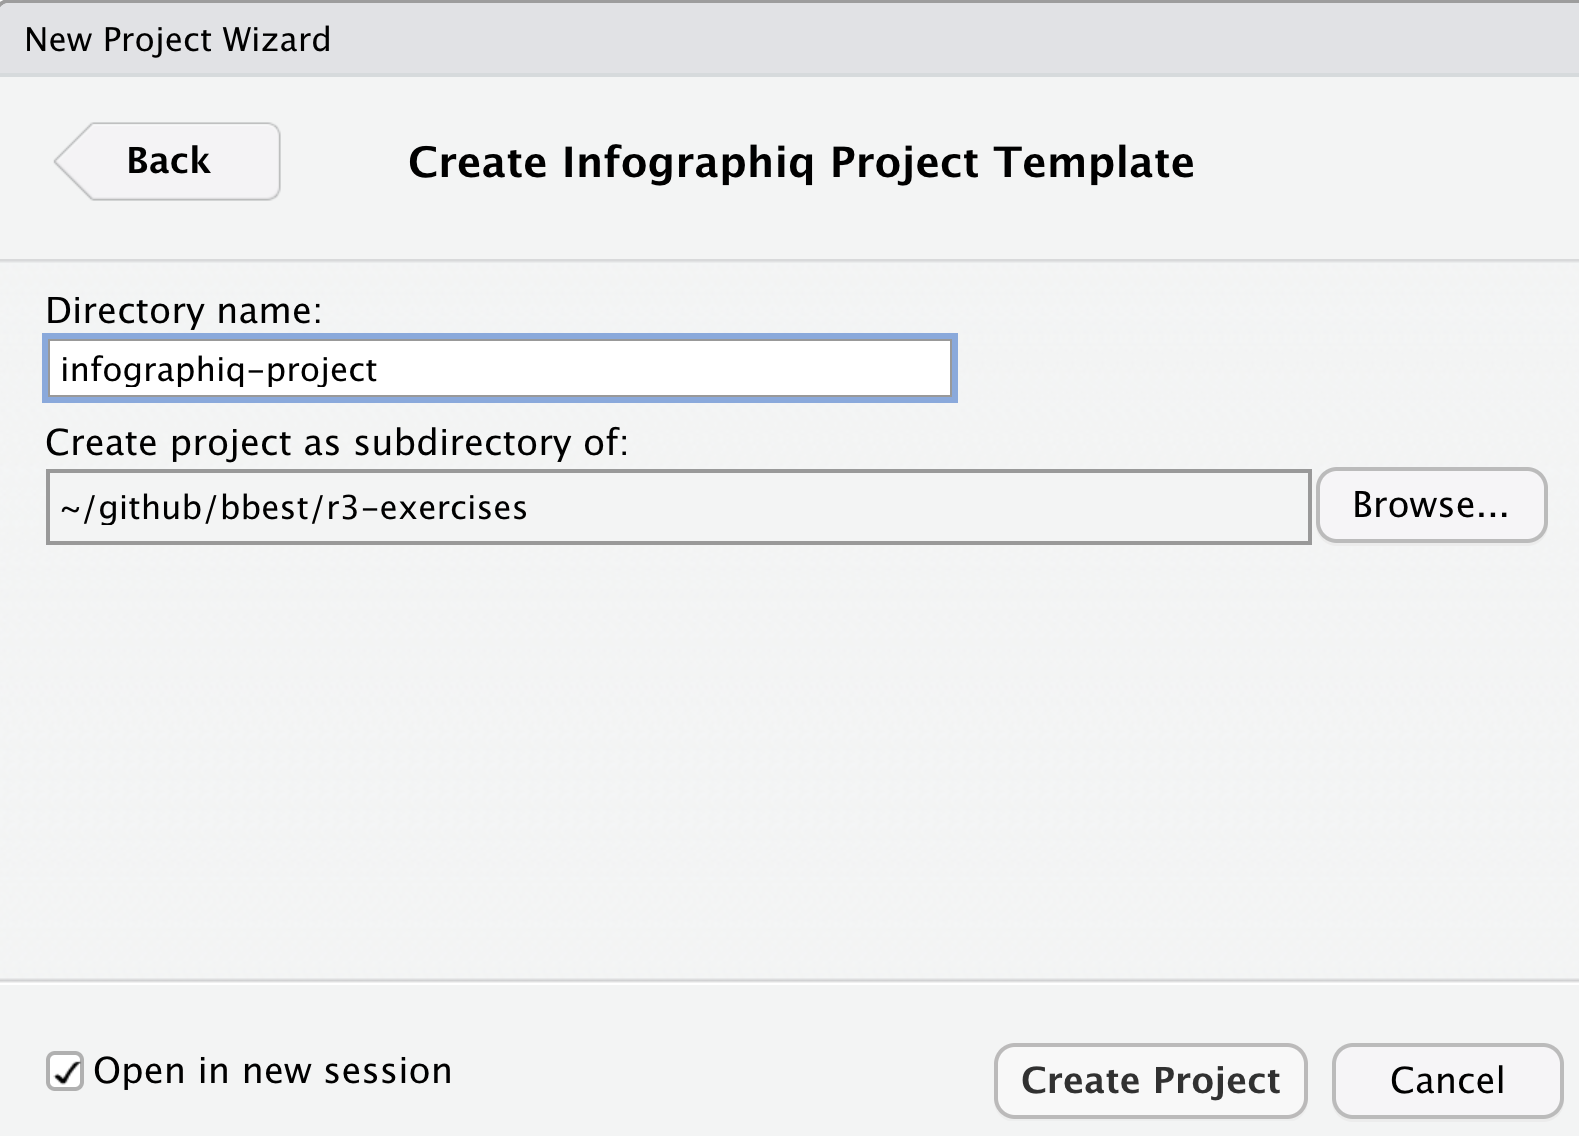 New Project Wizard
Back
Create Infographiq Project Template
Directory name:
infographiq-project
Create project as subdirectory of:
~/github/bbest/r3-exercises
Browse...
Open in new session
Create Project
Cancel